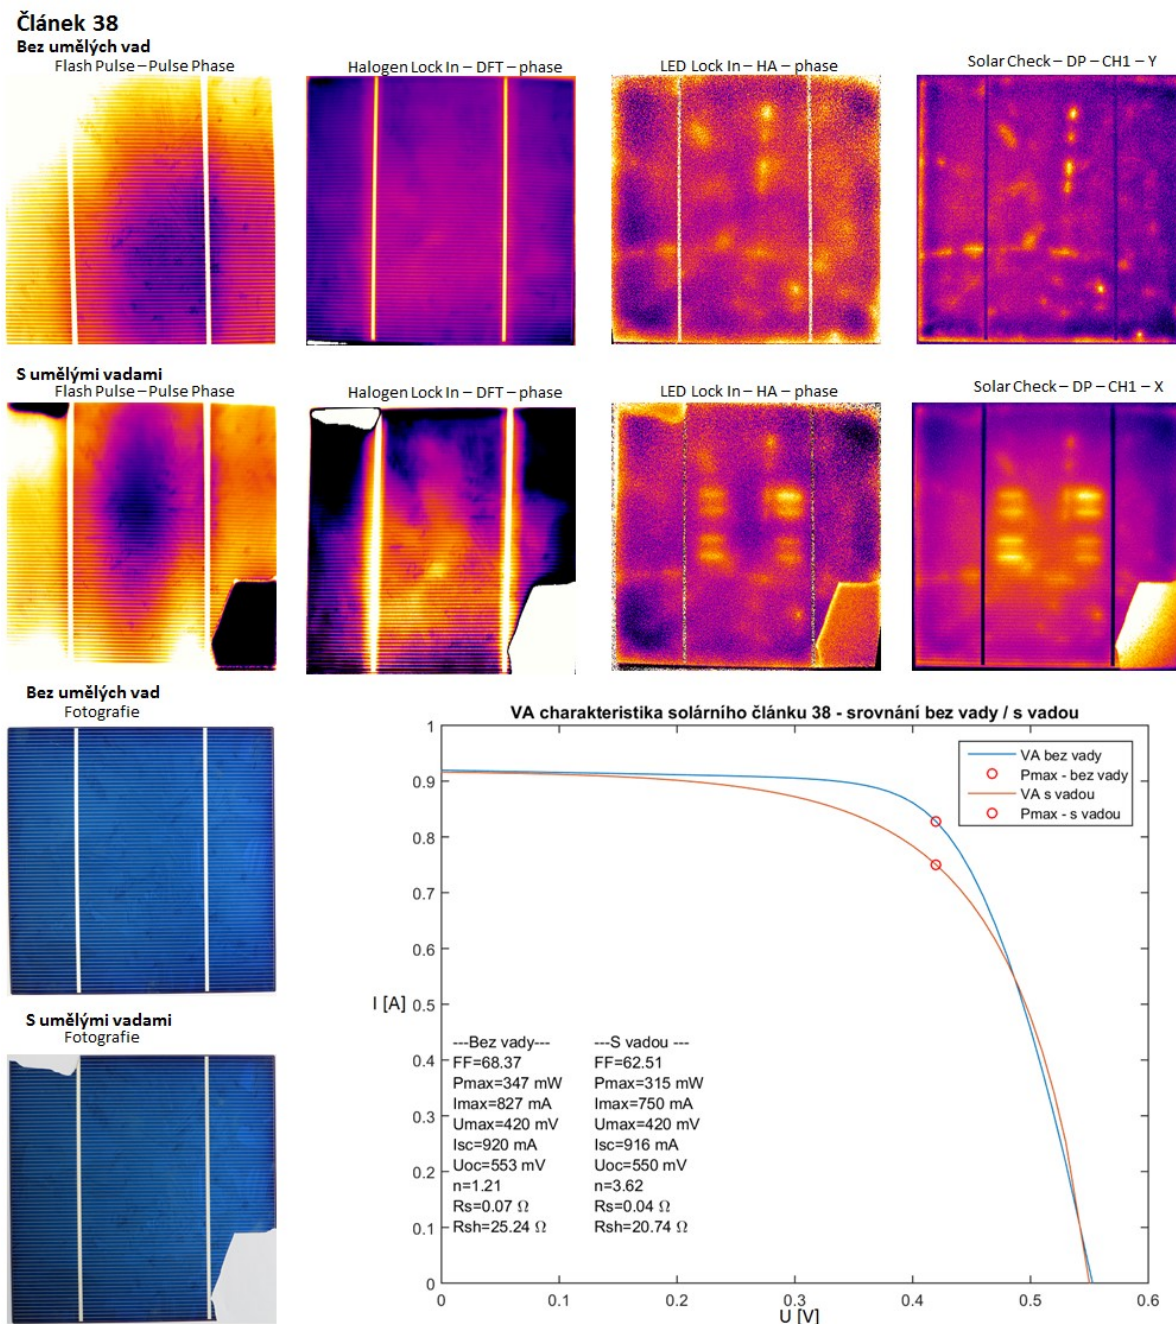 Článek 38
Bez umělých vad
Flash Pulse – Pulse Phase
Halogen Lock In – DFT – phase
LED Lock In – HA – phase
Solar Check – DP – CH1 – Y
S umělými vadami
Flash Pulse – Pulse Phase
Halogen Lock In – DFT – phase
LED Lock In – HA – phase
Solar Check – DP – CH1 – X
Bez umělých vad
Fotografie
S umělými vadami
Fotografie
VA charakteristika solárního článku 38 - srovnání bez vady / s vadou
VA bez vady
Pmax - bez vady
VA s vadou
Pmax - s vadou
1
0.9
0.8
0.7
0.6
0.5
0.4
0.3
0.2
0.1
0
I [A]
---Bez vady---
FF=68.37
Pmax=347 mW
Imax=827 mA
Umax=420 mV
Isc=920 mA
Uoc=553 mV
n=1.21
Rs=0.07 Ω
Rsh=25.24 Ω
---S vadou ---
FF=62.51
Pmax=315 mW
Imax=750 mA
Umax=420 mV
Isc=916 mA
Uoc=550 mV
n=3.62
Rs=0.04 Ω
Rsh=20.74 Ω
0 0.1 0.2 0.3 0.4 0.5 0.6
U [V]